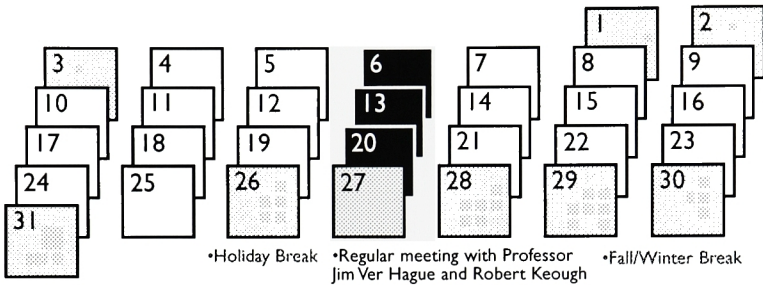 1 2
3 4 5 6 7 8 9
10 11 12 13 14 15 16
17 18 19 20 21 22 23
24 25 26 27 28 29 30
31
•Holiday Break •Regular meeting with Professor •Fall/Winter Break
Jim Ver Hague and Robert Keough